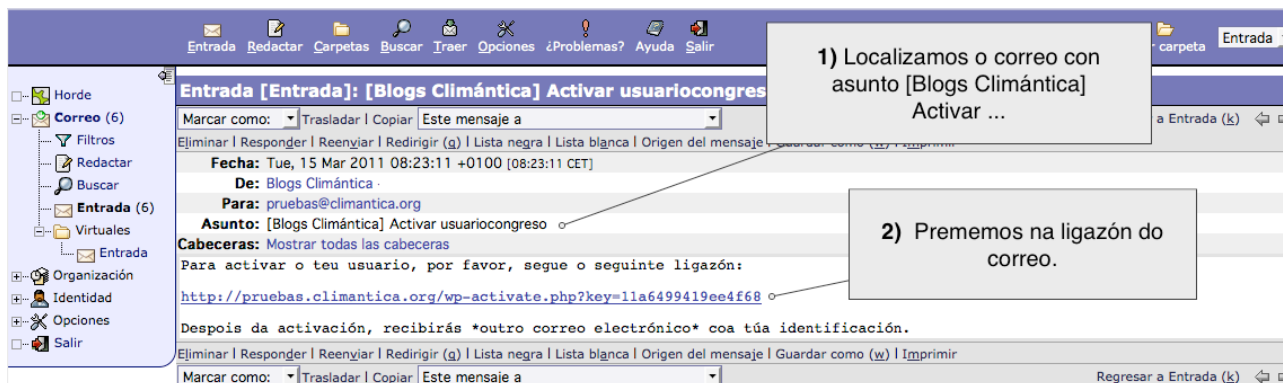 Entrada Redactar Carpetas Buscar Traer Opciones ¿Problemas? Ayuda Salir
carpeta
Entrada
Horde
Correo (6)
Filtros
Redactar
Buscar
Entrada (6)
Virtuales
Entrada
Organización
Identidad
Opciones
Salir
Entrada [Entrada]: [Blogs Climántica] Activar usuariocongres
Marcar como: Trasladar | Copiar Este mensaje a
a Entrada (k)
Eliminar | Responder | Reenviar | Redirigir (g) | Lista negra | Lista blanca | Origen del mensaje | Guardar como (w) | Imprimir
Fecha: Tue, 15 Mar 2011 08:23:11 +0100 [08:23:11 CET]
De: Blogs Climántica
Para: pruebas@climantica.org
Asunto: [Blogs Climántica] Activar usuariocongreso
Cabeceras: Mostrar todas las cabeceras
Para activar o teu usuario, por favor, segue o seguinte ligazón:
http://pruebas.climantica.org/wp-activate.php?key=11a6499419ee4f68
Despois da activación, recibirás *outro correo electrónico* coa túa identificación.
Eliminar | Responder | Reenviar | Redirigir (g) | Lista negra | Lista blanca | Origen del mensaje | Guardar como (w) | Imprimir
Marcar como: Trasladar | Copiar Este mensaje a
Regresar a Entrada (k)
1) Localizamos o correo con
asunto [Blogs Climántica]
Activar ...
2) Prememos na ligazón do
correo.